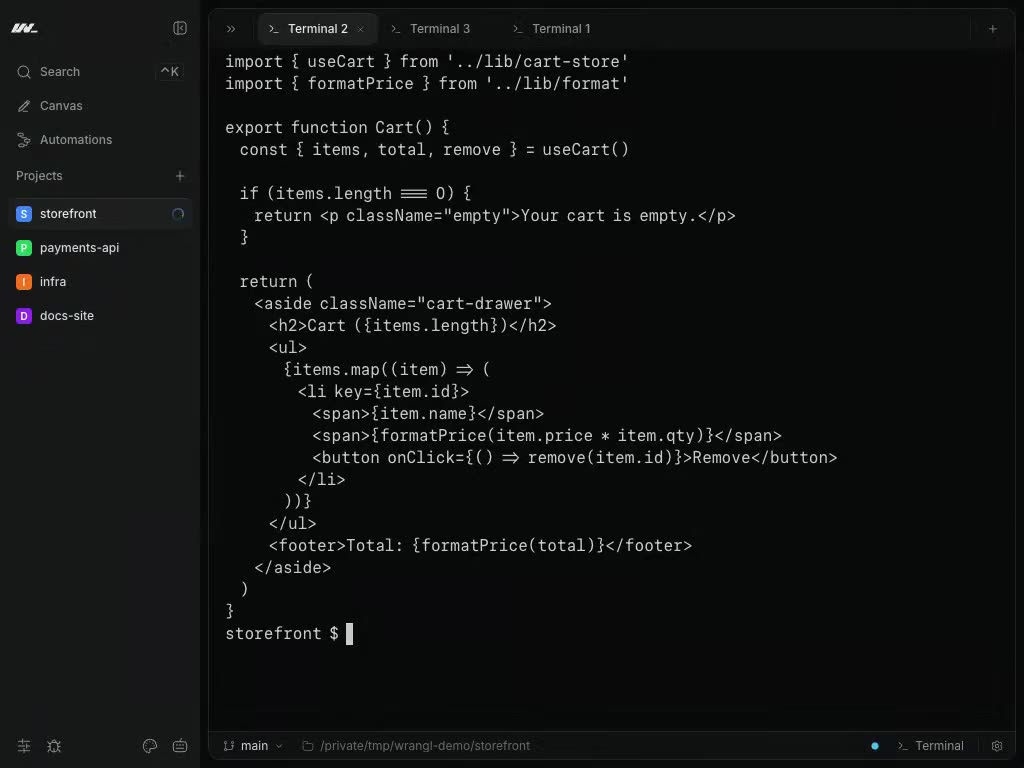 Search ^K
Canvas
Automations
Projects
S storefront
P payments-api
I infra
D docs-site
Terminal 2
Terminal 3
Terminal 1
import { useCart } from '../lib/cart-store'
import { formatPrice } from '../lib/format'
export function Cart() {
const { items, total, remove } = useCart()
if (items.length === 0) {
return <p className="empty">Your cart is empty.</p>
}
return (
<aside className="cart-drawer">
<h2>Cart ({items.length})</h2>
<ul>
{items.map((item) => (
<li key={item.id}>
<span>{item.name}</span>
<span>{formatPrice(item.price * item.qty)}</span>
<button onClick={() => remove(item.id)}>Remove</button>
</li>
))}
</ul>
<footer>Total: {formatPrice(total)}</footer>
</aside>
)
}
storefront $
main
/private/tmp/wrangl-demo/storefront
Terminal